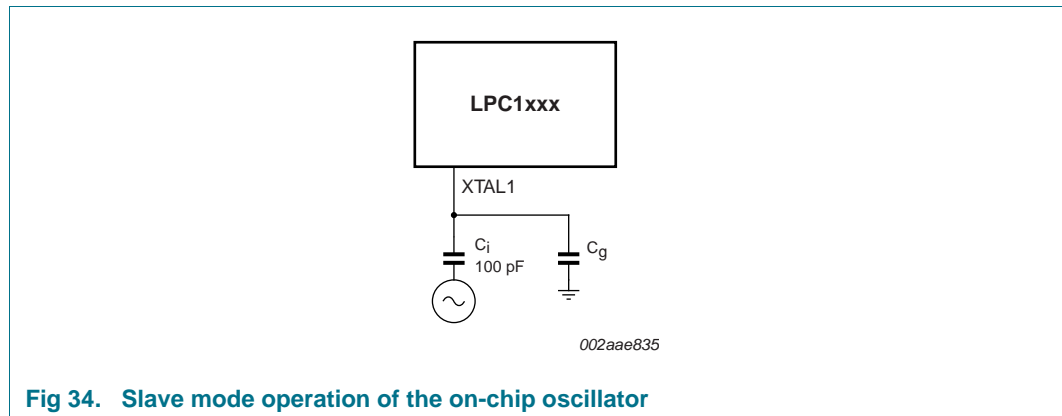 LPC1xxx
XTAL1
Ci
100 pF
Cg
002aae835
Fig 34. Slave mode operation of the on-chip oscillator